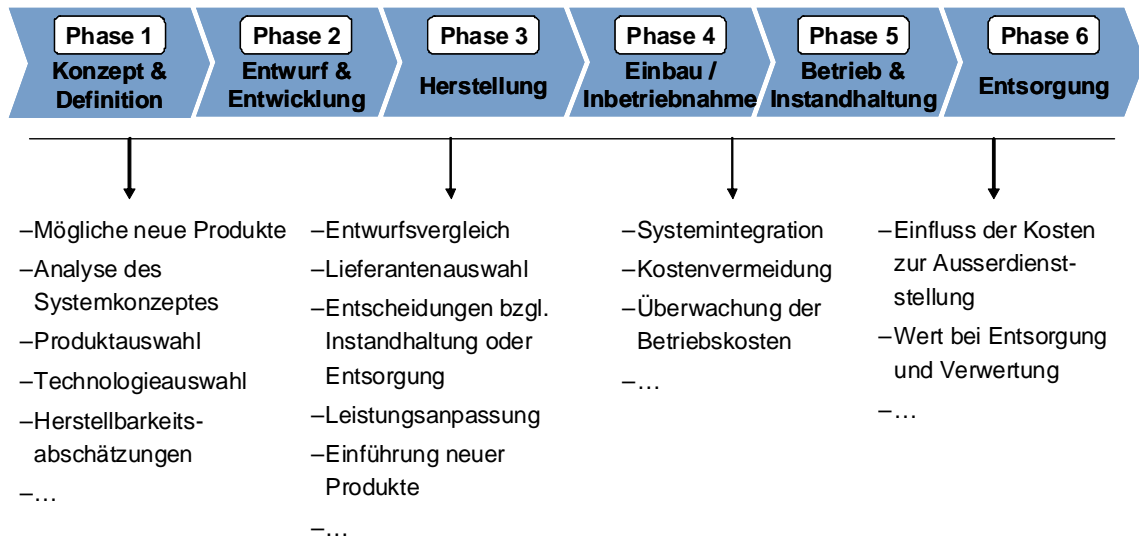 Phase 1
Konzept &
Definition
Phase 2
Entwurf &
Entwicklung
Phase 3
Herstellung
Phase 4
Einbau /
Inbetriebnahme
Phase 5
Betrieb &
Instandhaltung
Phase 6
Entsorgung
–Mögliche neue Produkte
–Analyse des
Systemkonzeptes
–Produktauswahl
–Technologieauswahl
–Herstellbarkeits-
abschätzungen
–…
–Entwurfsvergleich
–Lieferantenauswahl
–Entscheidungen bzgl.
Instandhaltung oder
Entsorgung
–Leistungsanpassung
–Einführung neuer
Produkte
–…
–Systemintegration
–Kostenvermeidung
–Überwachung der
Betriebskosten
–…
–Einfluss der Kosten
zur Ausserdienst-
stellung
–Wert bei Entsorgung
und Verwertung
–…